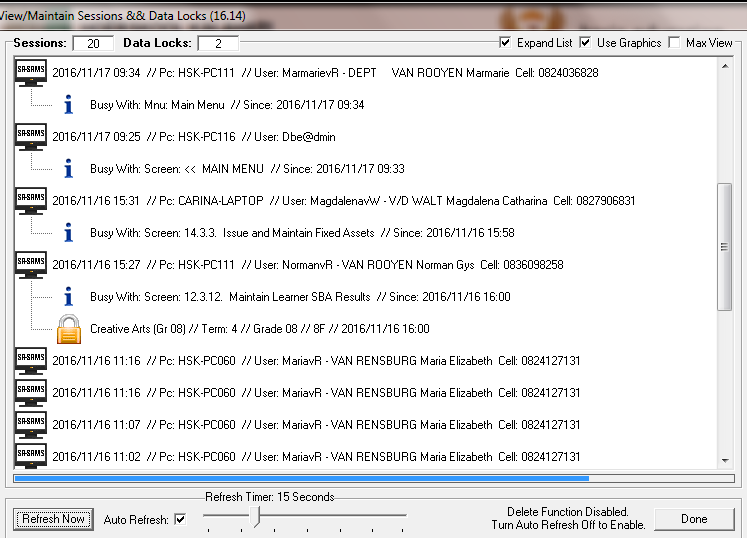 View/Maintain Sessions && Data Locks (16.14)
Sessions: 20 Data Locks: 2 Expand List Use Graphics Max View
SA-SAMS 2016/11/17 09:34 // Pc: HSK-PC111 // User: MarmarievR - DEPT VAN ROOYEN Marmarie Cell: 0824036828
Busy With: Mnu: Main Menu // Since: 2016/11/17 09:34
SA-SAMS 2016/11/17 09:25 // Pc: HSK-PC116 // User: Dbe@dmin
Busy With: Screen: << MAIN MENU // Since: 2016/11/17 09:33
SA-SAMS 2016/11/16 15:31 // Pc: CARINA-LAPTOP // User: MagdalenavW - V/D WALT Magdalena Catharina Cell: 0827906831
Busy With: Screen: 14.3.3. Issue and Maintain Fixed Assets // Since: 2016/11/16 15:58
SA-SAMS 2016/11/16 15:27 // Pc: HSK-PC111 // User: NormanvR - VAN ROOYEN Norman Gys Cell: 0836098258
Busy With: Screen: 12.3.12. Maintain Learner SBA Results // Since: 2016/11/16 16:00
Creative Arts (Gr 08) // Term: 4 // Grade 08 // 8F // 2016/11/16 16:00
SA-SAMS 2016/11/16 11:16 // Pc: HSK-PC060 // User: MariavR - VAN RENSBURG Maria Elizabeth Cell: 0824127131
SA-SAMS 2016/11/16 11:16 // Pc: HSK-PC060 // User: MariavR - VAN RENSBURG Maria Elizabeth Cell: 0824127131
SA-SAMS 2016/11/16 11:07 // Pc: HSK-PC060 // User: MariavR - VAN RENSBURG Maria Elizabeth Cell: 0824127131
SA-SAMS 2016/11/16 11:02 // Pc: HSK-PC060 // User: MariavR - VAN RENSBURG Maria Elizabeth Cell: 0824127131
Refresh Timer: 15 Seconds
Refresh Now Auto Refresh:
Delete Function Disabled.
Turn Auto Refresh Off to Enable.
Done